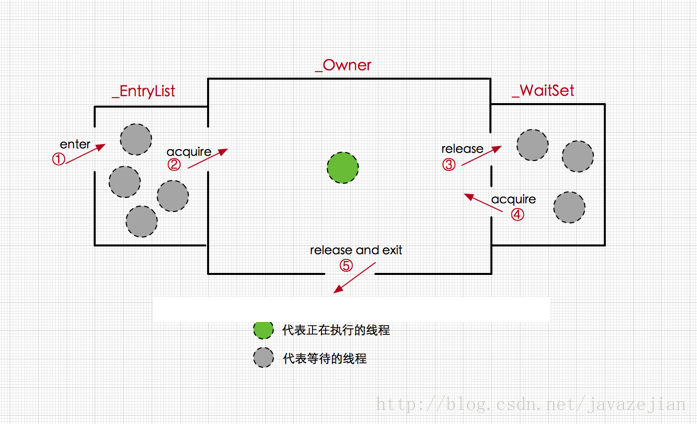 _Owner
_EntryList
_WaitSet
enter
①
acquire
②
release
③
acquire
④
release and exit
⑤
代表正在执行的线程
代表等待的线程
http://blog.csdn.net/javazejian